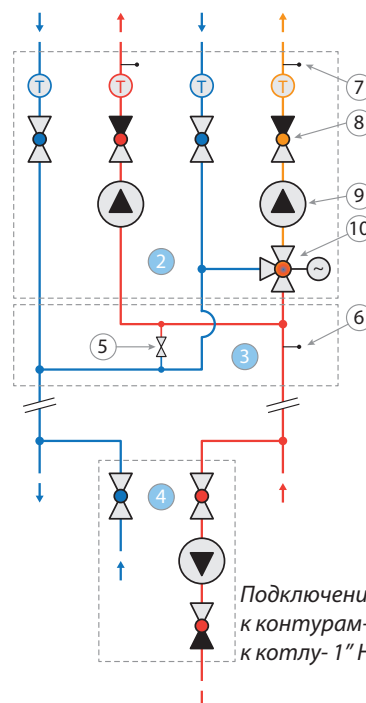 T T T T
7
8
9
10
~
2
5
3
6
4
Подключени
к контурам-
к котлу- 1” Н